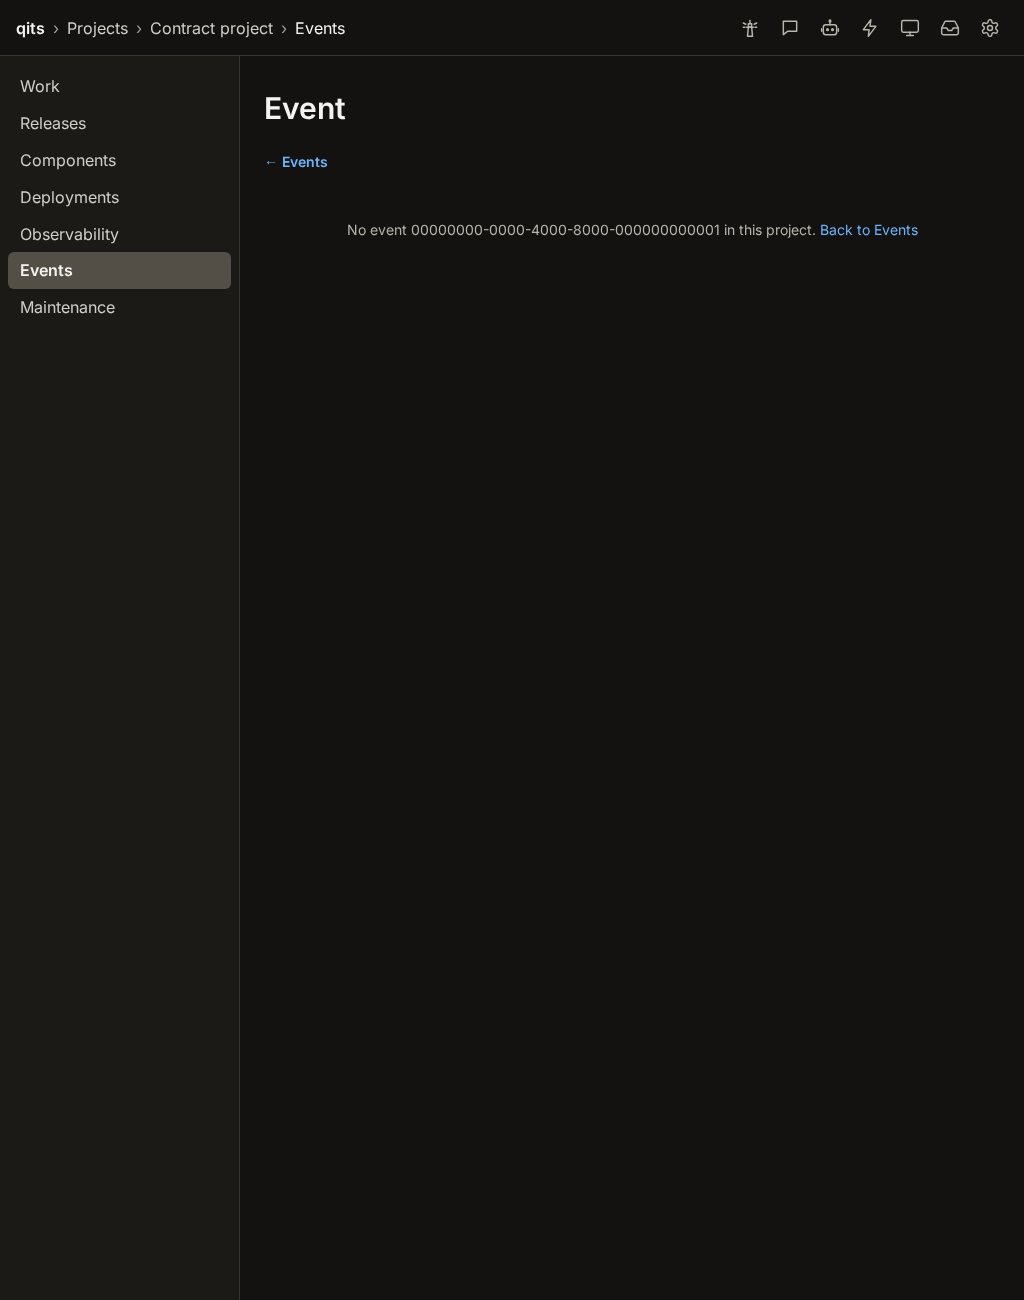 qits › Projects › Contract project › Events
Work
Releases
Components
Deployments
Observability
Events
Maintenance
Event
← Events
No event 00000000-0000-4000-8000-000000000001 in this project. Back to Events